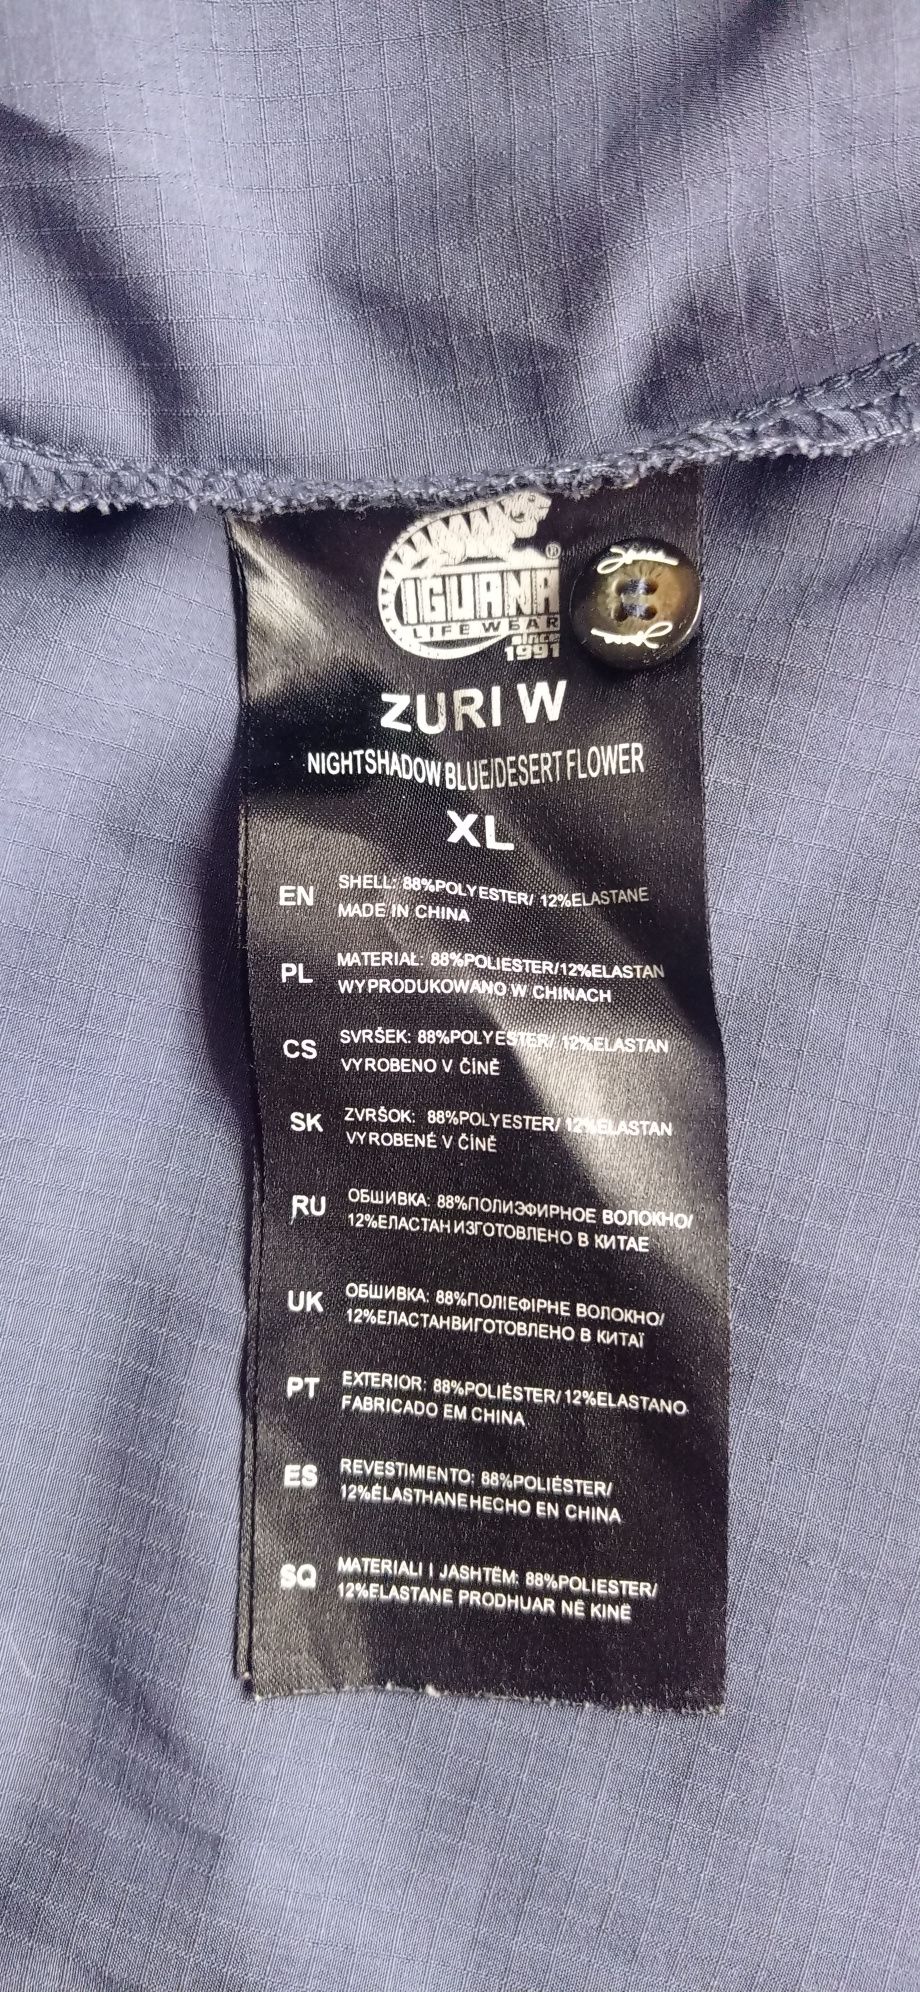 IGUANA®
LIFE WEAR
since
1991
ZURI W
NIGHTSHADOW BLUE/DESERT FLOWER
XL
EN SHELL: 88%POLYESTER/ 12%ELASTANE
MADE IN CHINA
PL MATERIAŁ: 88%POLIESTER/12%ELASTAN
WYPRODUKOWANO W CHINACH
CS SVRŠEK: 88%POLYESTER/ 12%ELASTAN
VYROBENO V ČÍNĚ
SK ZVRŠOK: 88%POLYESTER/ 12%ELASTAN
VYROBENÉ V ČÍNĚ
RU ОБШИВКА: 88%ПОЛИЭФИРНОЕ ВОЛОКНО/
12%ЕЛАСТАН ИЗГОТОВЛЕНО В КИТАЕ
UK ОБШИВКА: 88%ПОЛІЕФІРНЕ ВОЛОКНО/
12%ЕЛАСТАНВИГОТОВЛЕНО В КИТАЇ
PT EXTERIOR: 88%POLIÉSTER/12%ELASTANO
FABRICADO EM CHINA
ES REVESTIMIENTO: 88%POLIÉSTER/
12%ÉLASTHANEHECHO EN CHINA
SQ MATERIALI I JASHTËM: 88%POLIESTER/
12%ELASTANE PRODHUAR NË KINË